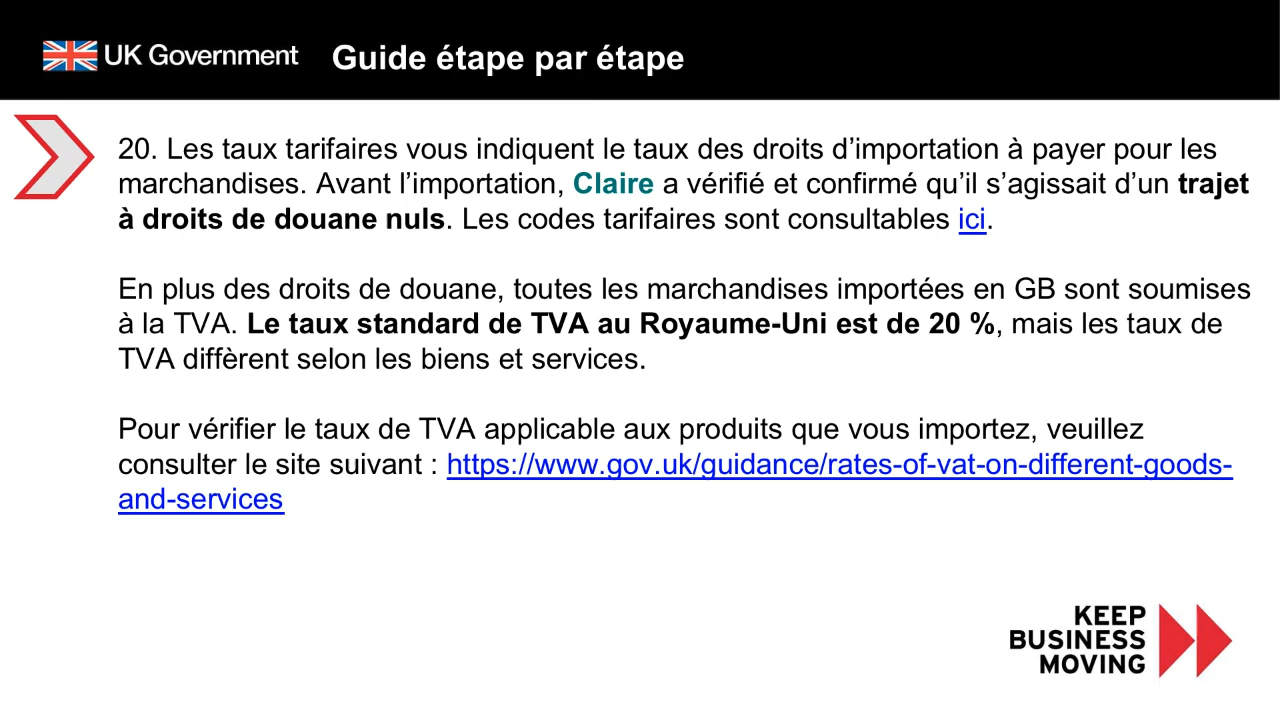 UK Government
Guide étape par étape
20. Les taux tarifaires vous indiquent le taux des droits d’importation à payer pour les
marchandises. Avant l’importation, Claire a vérifié et confirmé qu’il s’agissait d’un trajet
à droits de douane nuls. Les codes tarifaires sont consultables ici.
En plus des droits de douane, toutes les marchandises importées en GB sont soumises
à la TVA. Le taux standard de TVA au Royaume-Uni est de 20 %, mais les taux de
TVA diffèrent selon les biens et services.
Pour vérifier le taux de TVA applicable aux produits que vous importez, veuillez
consulter le site suivant : https://www.gov.uk/guidance/rates-of-vat-on-different-goods-
and-services
KEEP
BUSINESS
MOVING